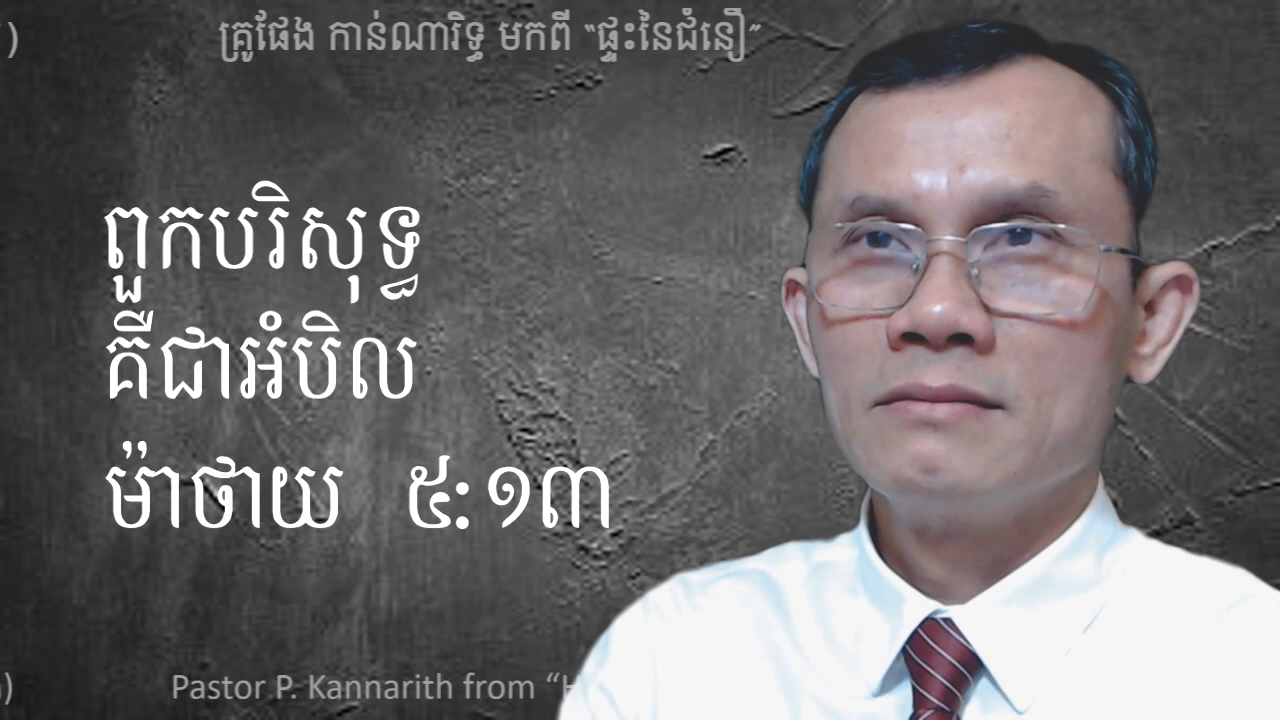 ) គ្រូផែង កាន់ណារិទ្ធ មកពី “ផ្ទះនៃជំនឿ”
ពួកបរិសុទ្ធ
គឺជាអំបិល
ម៉ាថាយ ៥:១៣
) Pastor P. Kannarith from “H